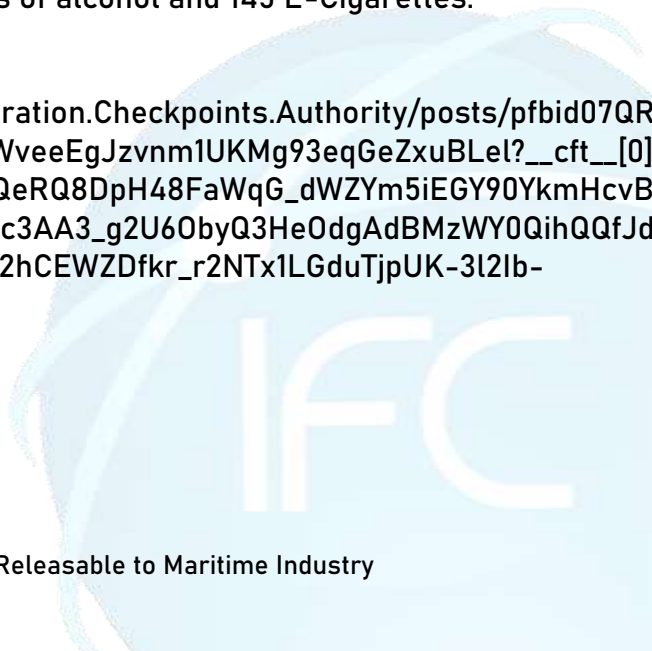 s of alcohol and 145 E-Cigarettes.
ration.Checkpoints.Authority/posts/pfbid07QR
WveeEgJzvnm1UKMg93eqGeZxuBLel?__cft__[0]
QeRQ8DpH48FaWqG_dWZYm5iEGY90YkmHcvB
c3AA3_g2U6ObyQ3HeOdgAdBMzWY0QihQQfJd
2hCEWZDfkr_r2NTx1LGduTjpUK-3l2Ib-
IFC
Releasable to Maritime Industry